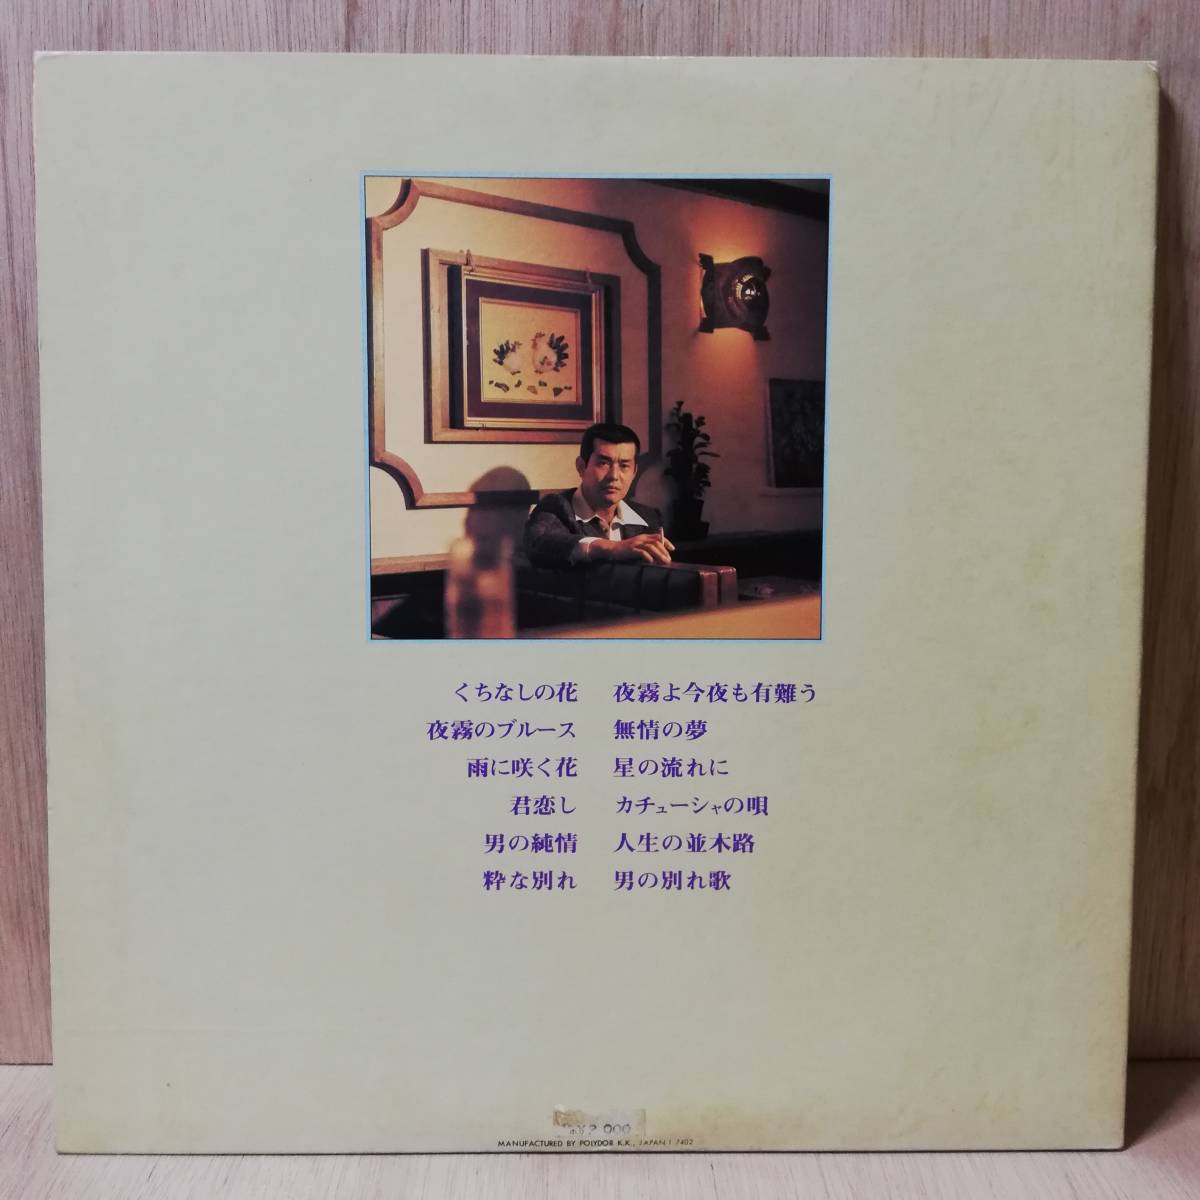 くちなしの花
夜霧のブルース
雨に咲く花
君恋し
男の純情
粋な別れ
夜霧よ今夜も有難う
無情の夢
星の流れに
カチューシャの唄
人生の並木路
男の別れ歌
¥2,000
MANUFACTURED BY POLYDOR K.K., JAPAN I 7402